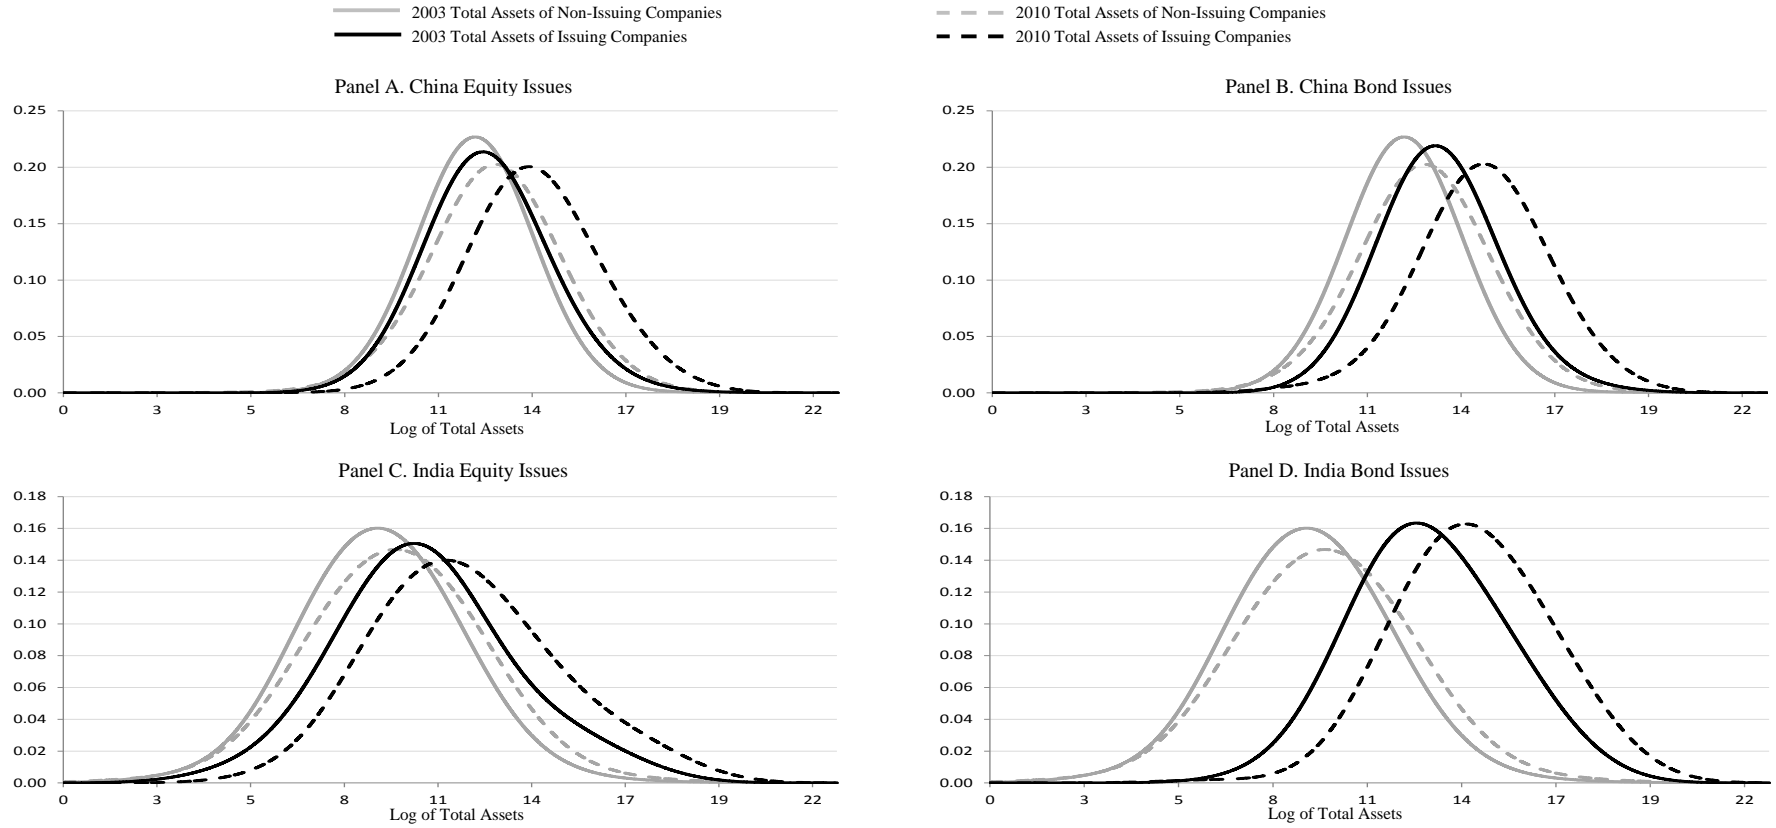 2003 Total Assets of Non-Issuing Companies
2010 Total Assets of Non-Issuing Companies
2003 Total Assets of Issuing Companies
2010 Total Assets of Issuing Companies
Panel A. China Equity Issues
0.25
0.20
0.15
0.10
0.05
0.00
0 3 5 8 11 14 17 19 22
Log of Total Assets
Panel B. China Bond Issues
0.25
0.20
0.15
0.10
0.05
0.00
0 3 5 8 11 14 17 19 22
Log of Total Assets
Panel C. India Equity Issues
0.18
0.16
0.14
0.12
0.10
0.08
0.06
0.04
0.02
0.00
0 3 5 8 11 14 17 19 22
Log of Total Assets
Panel D. India Bond Issues
0.18
0.16
0.14
0.12
0.10
0.08
0.06
0.04
0.02
0.00
0 3 5 8 11 14 17 19 22
Log of Total Assets